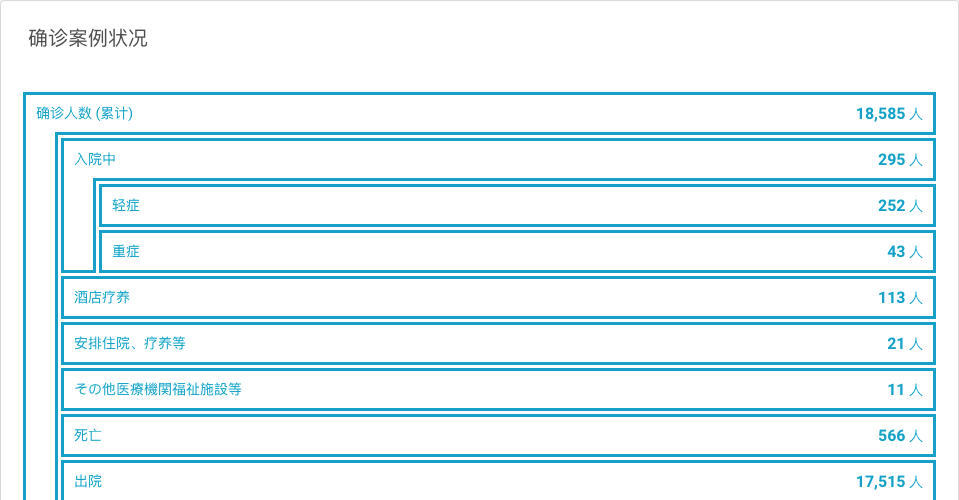 确诊案例状况
确诊人数 (累计) 18,585 人
入院中 295 人
轻症 252 人
重症 43 人
酒店疗养 113 人
安排住院、疗养等 21 人
その他医療機関福祉施設等 11 人
死亡 566 人
出院 17,515 人